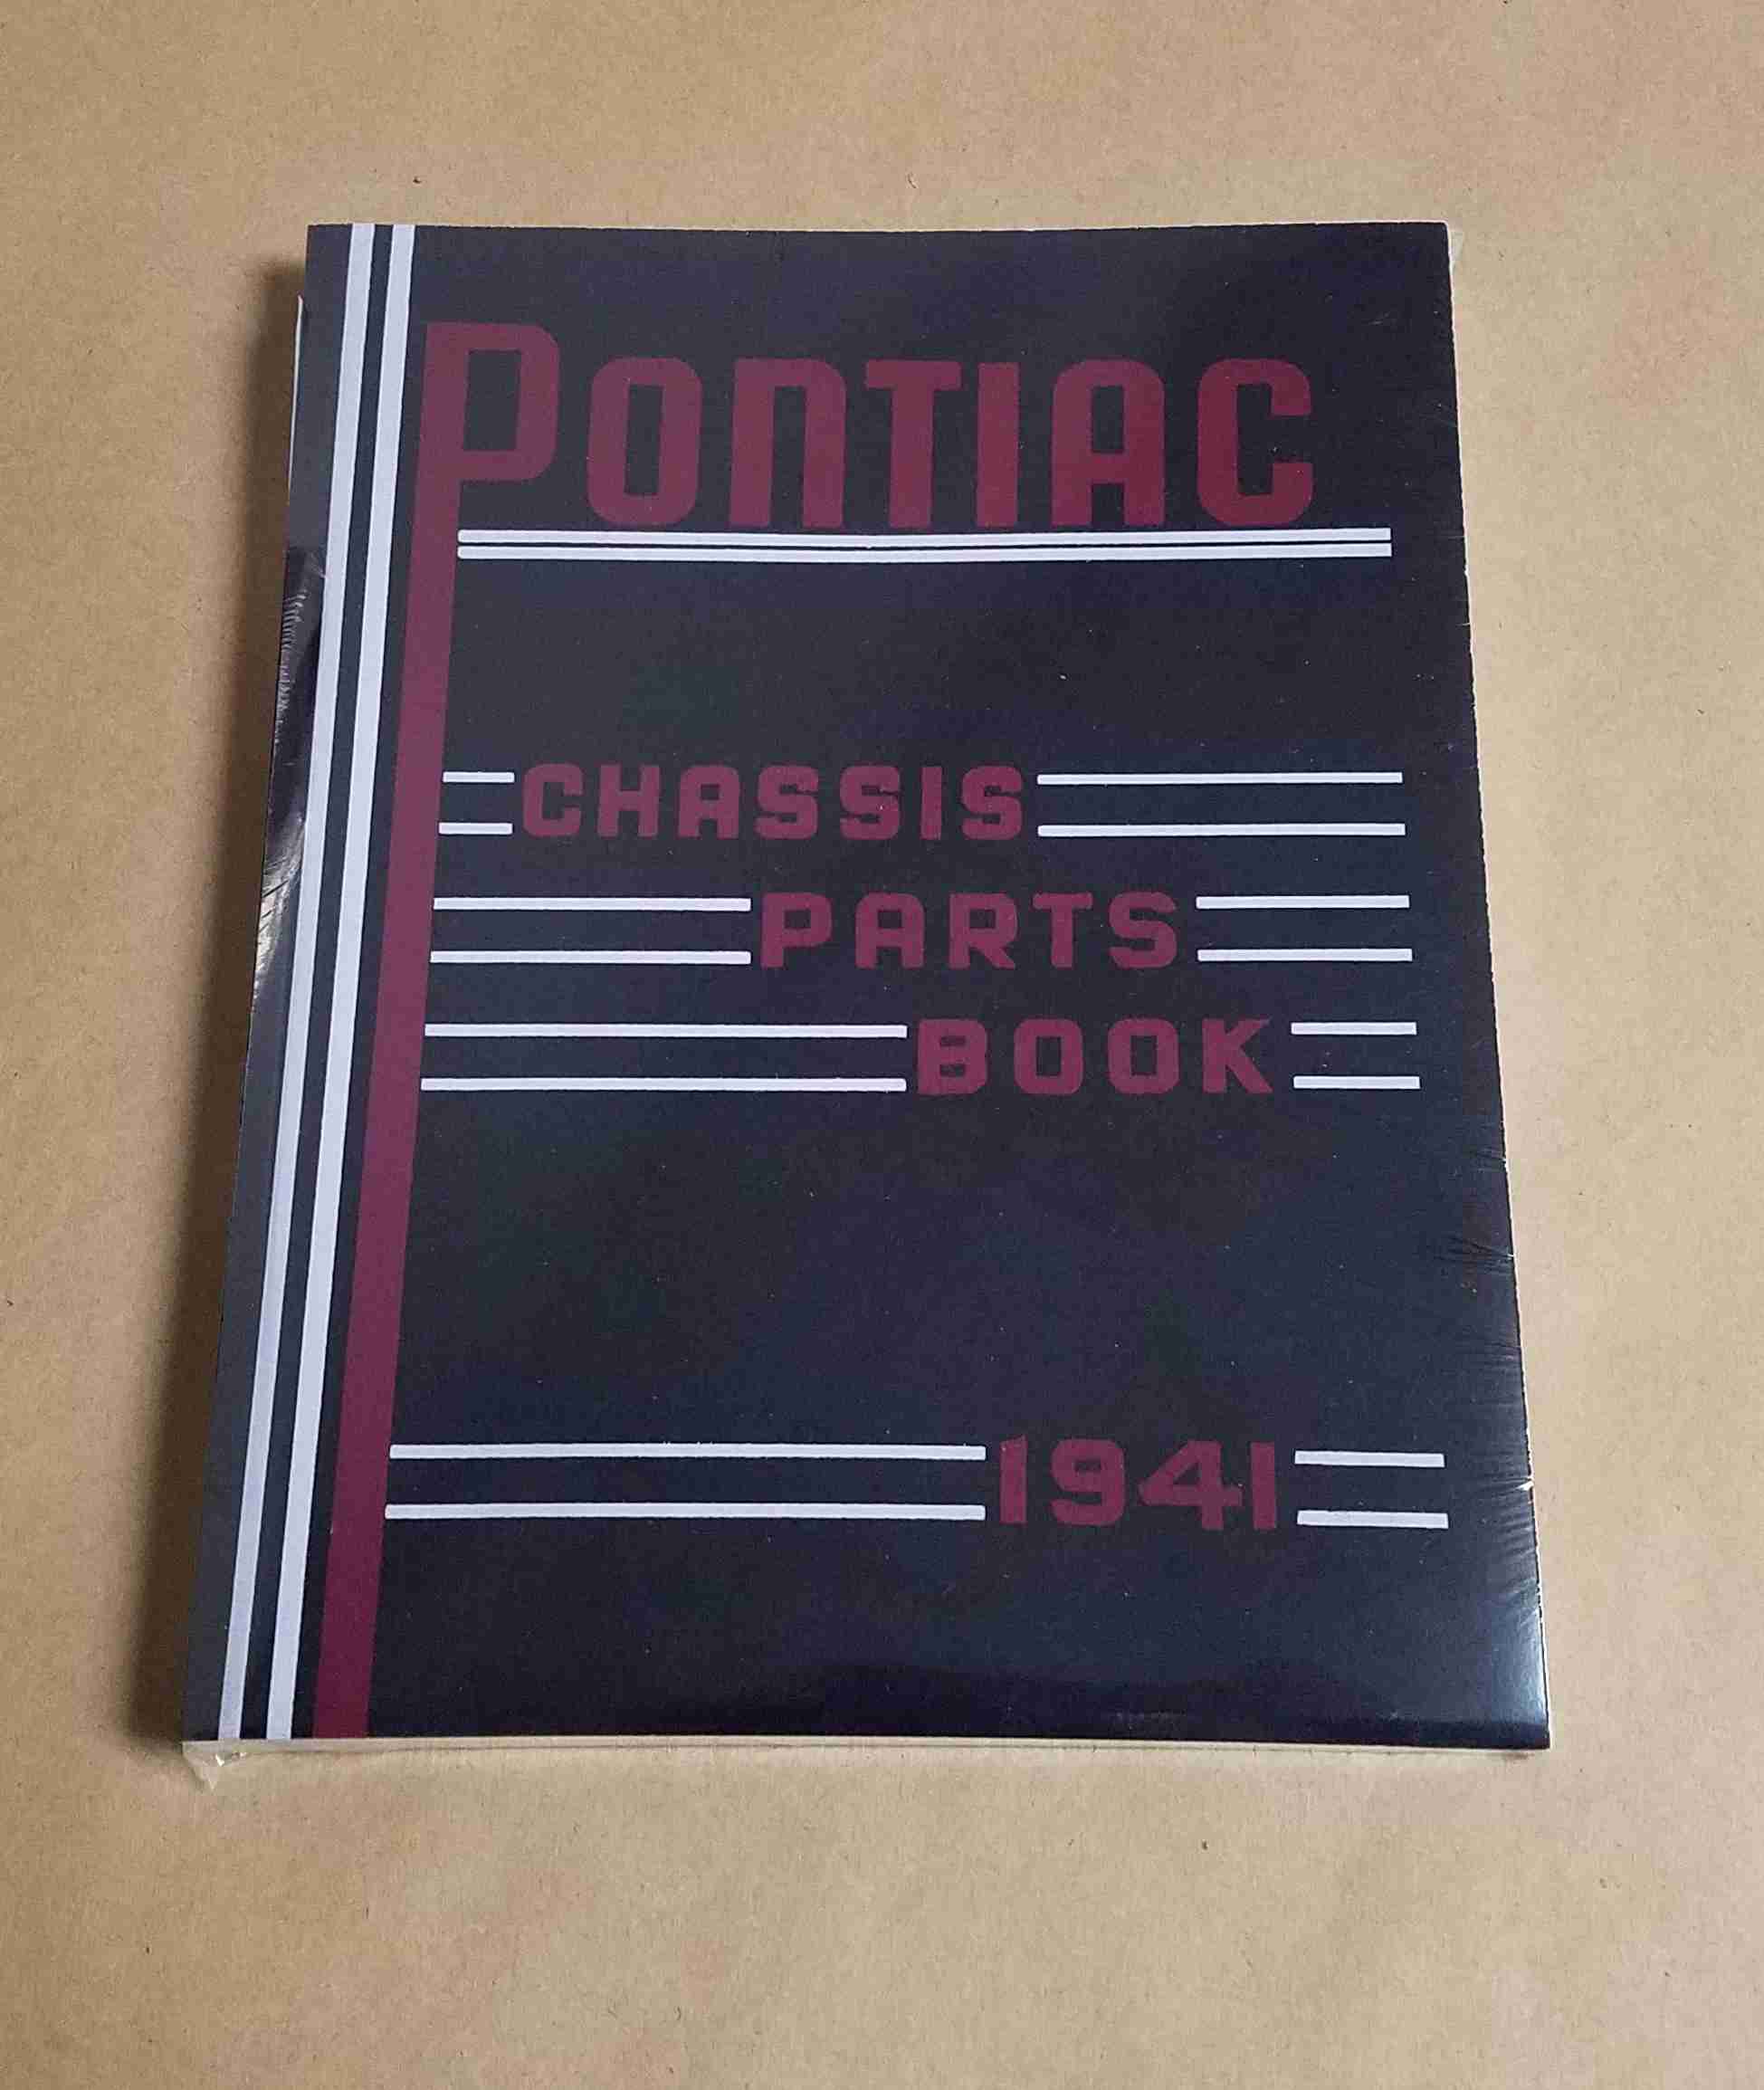 PONTIAC
CHASSIS
PARTS
BOOK
1941